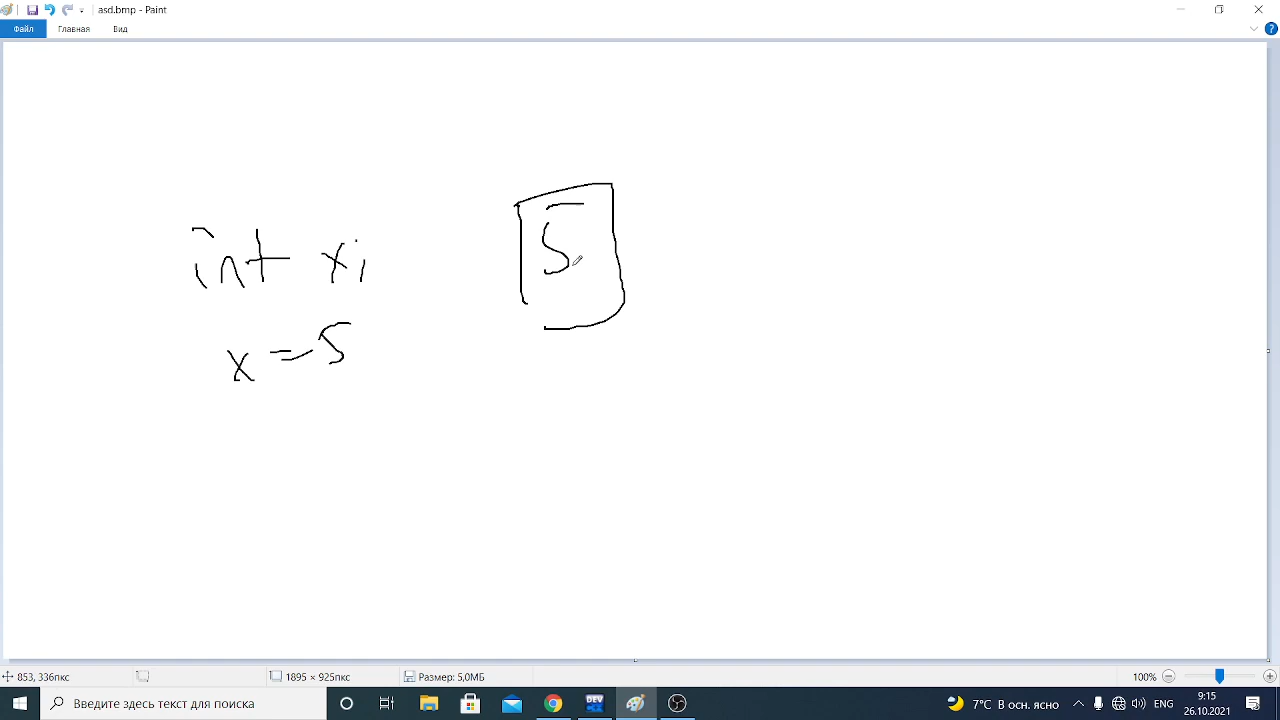 asd.bmp - Paint
Файл Главная Вид
int x;
x = 5
5
853, 336пкс 1895 × 925пкс Размер: 5,0МБ 100%
Введите здесь текст для поиска
DEV
7°C В осн. ясно ENG
9:15
26.10.2021